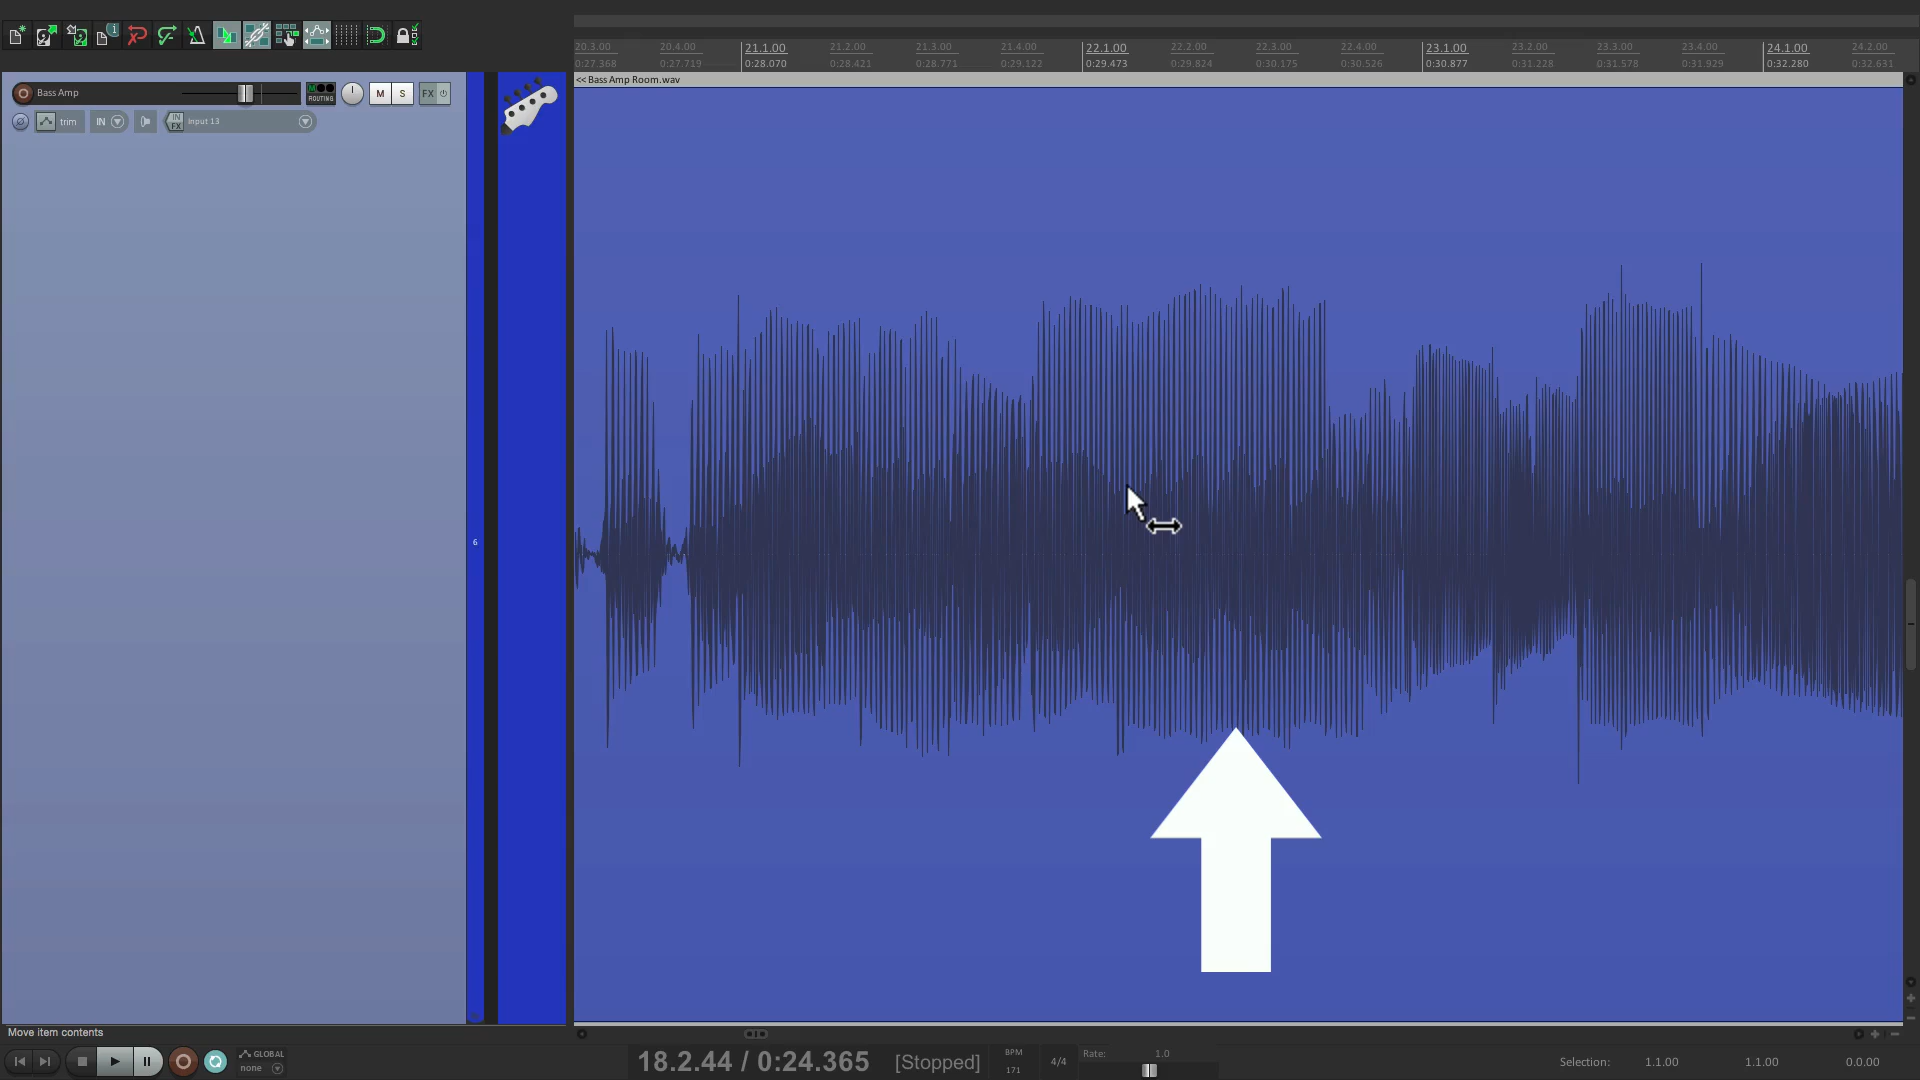 20.3.00 20.4.00 21.1.00 21.2.00 21.3.00 21.4.00 22.1.00 22.2.00 22.3.00 22.4.00 23.1.00 23.2.00 23.3.00 23.4.00 24.1.00 24.2.00
0:27.368 0:27.719 0:28.070 0:28.421 0:28.771 0:29.122 0:29.473 0:29.824 0:30.175 0:30.526 0:30.877 0:31.228 0:31.578 0:31.929 0:32.280 0:32.631
<< Bass Amp Room.wav
Bass Amp M ROUTING M S FX
trim IN IN FX Input 13
6
Move item contents
GLOBAL
none
18.2.44 / 0:24.365 [Stopped]
BPM
171
4/4
Rate: 1.0
Selection: 1.1.00 1.1.00 0.0.00